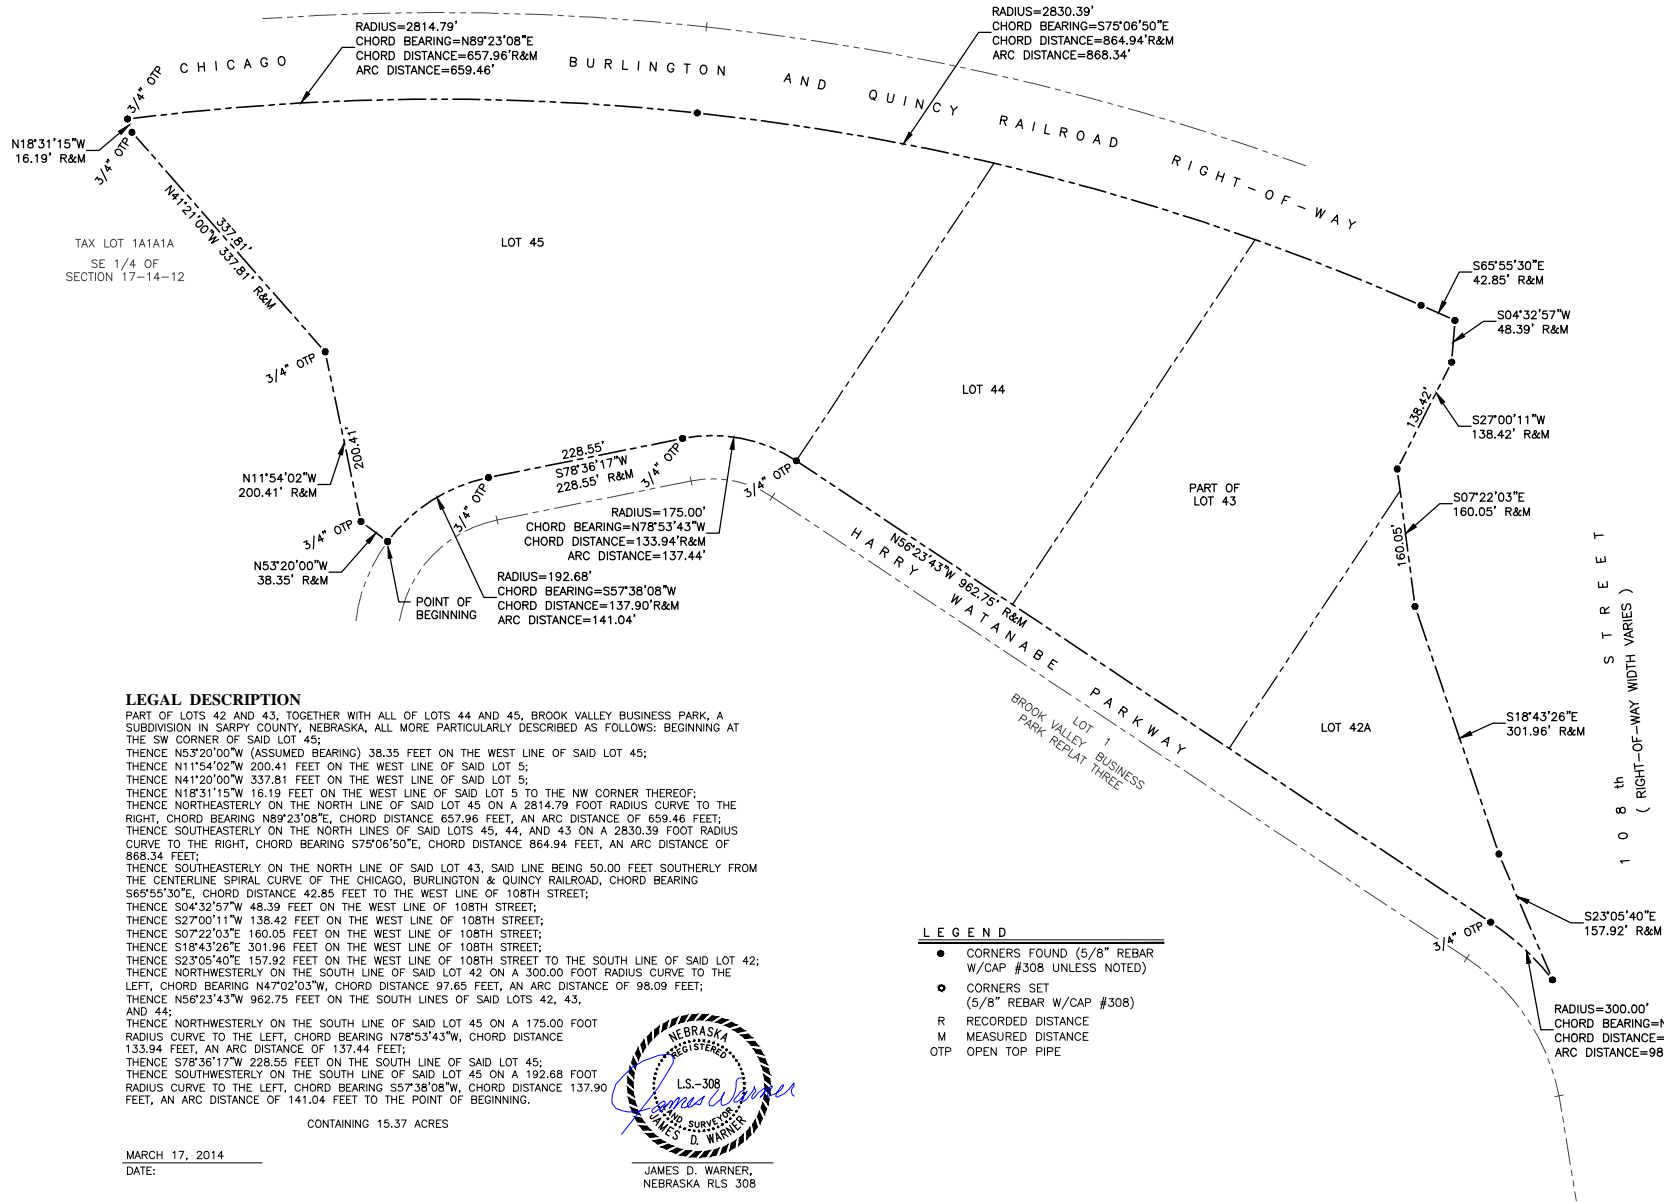 RADIUS=2814.79'
CHORD BEARING=N89°23'08"E
CHORD DISTANCE=657.96'R&M
ARC DISTANCE=659.46'
RADIUS=2830.39'
CHORD BEARING=S75°06'50"E
CHORD DISTANCE=864.94'R&M
ARC DISTANCE=868.34'
CHICAGO BURLINGTON AND QUINCY RAILROAD RIGHT-OF-WAY
3/4" OTP
N18°31'15"W
16.19' R&M
3/4" OTP
337.81'
N41°21'00"W 337.81' R&M
TAX LOT 1A1A1A
SE 1/4 OF
SECTION 17-14-12
LOT 45
S65°55'30"E
42.85' R&M
S04°32'57"W
48.39' R&M
3/4" OTP
LOT 44
138.42'
S27°00'11"W
138.42' R&M
200.41'
N11°54'02"W
200.41' R&M
228.55'
S78°36'17"W
228.55' R&M
3/4" OTP
3/4" OTP
3/4" OTP
PART OF
LOT 43
S07°22'03"E
160.05' R&M
160.05'
3/4" OTP
N53°20'00"W
38.35' R&M
RADIUS=175.00'
CHORD BEARING=N78°53'43"W
CHORD DISTANCE=133.94'R&M
ARC DISTANCE=137.44'
RADIUS=192.68'
CHORD BEARING=S57°38'08"W
CHORD DISTANCE=137.90'R&M
ARC DISTANCE=141.04'
POINT OF
BEGINNING
N56°23'43"W 962.75' R&M
HARRY WATANABE PARKWAY
LOT 1
BROOK VALLEY BUSINESS
PARK REPLAT THREE
LOT 42A
108th STREET
( RIGHT-OF-WAY WIDTH VARIES )
S18°43'26"E
301.96' R&M
S23°05'40"E
157.92' R&M
3/4" OTP
RADIUS=300.00'
CHORD BEARING=N
CHORD DISTANCE=
ARC DISTANCE=98
LEGAL DESCRIPTION
PART OF LOTS 42 AND 43, TOGETHER WITH ALL OF LOTS 44 AND 45, BROOK VALLEY BUSINESS PARK, A
SUBDIVISION IN SARPY COUNTY, NEBRASKA, ALL MORE PARTICULARLY DESCRIBED AS FOLLOWS: BEGINNING AT
THE SW CORNER OF SAID LOT 45;
THENCE N53°20'00"W (ASSUMED BEARING) 38.35 FEET ON THE WEST LINE OF SAID LOT 45;
THENCE N11°54'02"W 200.41 FEET ON THE WEST LINE OF SAID LOT 5;
THENCE N41°20'00"W 337.81 FEET ON THE WEST LINE OF SAID LOT 5;
THENCE N18°31'15"W 16.19 FEET ON THE WEST LINE OF SAID LOT 5 TO THE NW CORNER THEREOF;
THENCE NORTHEASTERLY ON THE NORTH LINE OF SAID LOT 45 ON A 2814.79 FOOT RADIUS CURVE TO THE
RIGHT, CHORD BEARING N89°23'08"E, CHORD DISTANCE 657.96 FEET, AN ARC DISTANCE OF 659.46 FEET;
THENCE SOUTHEASTERLY ON THE NORTH LINES OF SAID LOTS 45, 44, AND 43 ON A 2830.39 FOOT RADIUS
CURVE TO THE RIGHT, CHORD BEARING S75°06'50"E, CHORD DISTANCE 864.94 FEET, AN ARC DISTANCE OF
868.34 FEET;
THENCE SOUTHEASTERLY ON THE NORTH LINE OF SAID LOT 43, SAID LINE BEING 50.00 FEET SOUTHERLY FROM
THE CENTERLINE SPIRAL CURVE OF THE CHICAGO, BURLINGTON & QUINCY RAILROAD, CHORD BEARING
S65°55'30"E, CHORD DISTANCE 42.85 FEET TO THE WEST LINE OF 108TH STREET;
THENCE S04°32'57"W 48.39 FEET ON THE WEST LINE OF 108TH STREET;
THENCE S27°00'11"W 138.42 FEET ON THE WEST LINE OF 108TH STREET;
THENCE S07°22'03"E 160.05 FEET ON THE WEST LINE OF 108TH STREET;
THENCE S18°43'26"E 301.96 FEET ON THE WEST LINE OF 108TH STREET;
THENCE S23°05'40"E 157.92 FEET ON THE WEST LINE OF 108TH STREET TO THE SOUTH LINE OF SAID LOT 42;
THENCE NORTHWESTERLY ON THE SOUTH LINE OF SAID LOT 42 ON A 300.00 FOOT RADIUS CURVE TO THE
LEFT, CHORD BEARING N47°02'03"W, CHORD DISTANCE 97.65 FEET, AN ARC DISTANCE OF 98.09 FEET;
THENCE N56°23'43"W 962.75 FEET ON THE SOUTH LINES OF SAID LOTS 42, 43,
AND 44;
THENCE NORTHWESTERLY ON THE SOUTH LINE OF SAID LOT 45 ON A 175.00 FOOT
RADIUS CURVE TO THE LEFT, CHORD BEARING N78°53'43"W, CHORD DISTANCE
133.94 FEET, AN ARC DISTANCE OF 137.44 FEET;
THENCE S78°36'17"W 228.55 FEET ON THE SOUTH LINE OF SAID LOT 45;
THENCE SOUTHWESTERLY ON THE SOUTH LINE OF SAID LOT 45 ON A 192.68 FOOT
RADIUS CURVE TO THE LEFT, CHORD BEARING S57°38'08"W, CHORD DISTANCE 137.90
FEET, AN ARC DISTANCE OF 141.04 FEET TO THE POINT OF BEGINNING.
CONTAINING 15.37 ACRES
MARCH 17, 2014
DATE:
NEBRASKA
REGISTERED
L.S.-308
James Warner
LAND SURVEYOR
JAMES D. WARNER
JAMES D. WARNER,
NEBRASKA RLS 308
LEGEND
CORNERS FOUND (5/8" REBAR
W/CAP #308 UNLESS NOTED)
CORNERS SET
(5/8" REBAR W/CAP #308)
R RECORDED DISTANCE
M MEASURED DISTANCE
OTP OPEN TOP PIPE